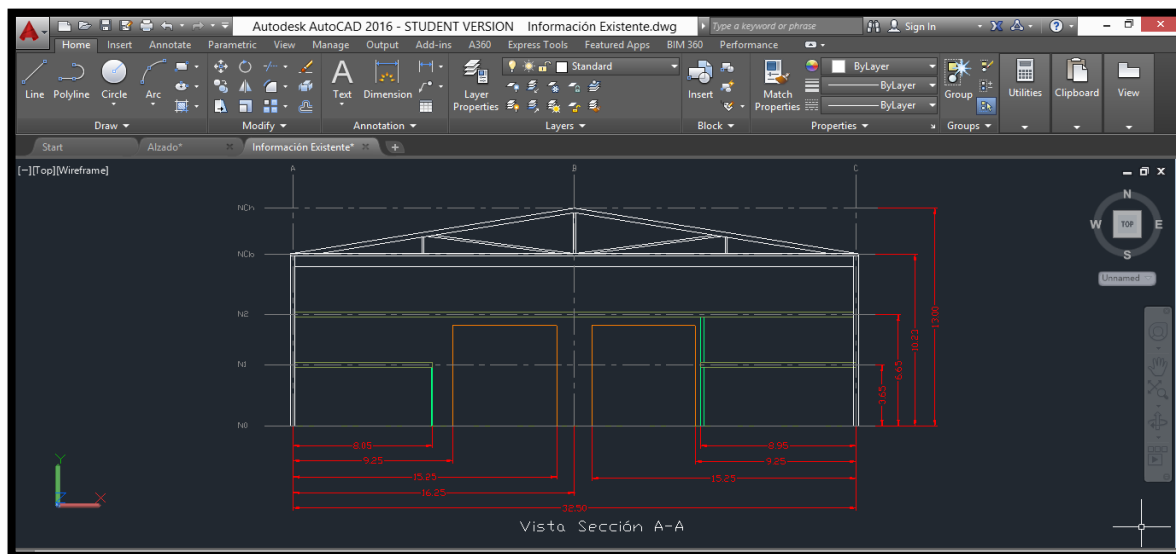 Autodesk AutoCAD 2016 - STUDENT VERSION Información Existente.dwg Type a keyword or phrase Sign In
Home Insert Annotate Parametric View Manage Output Add-ins A360 Express Tools Featured Apps BIM 360 Performance
Line Polyline Circle Arc Text Dimension Layer Properties Standard Insert Match Properties ByLayer ByLayer ByLayer Group Utilities Clipboard View
Draw Modify Annotation Layers Block Properties Groups
Start Alzado* Información Existente*
[−][Top][Wireframe]
A B C
N
W TOP E
S
Unnamed
NCln
NClo
N2
N1
N0
13.00
10.23
6.65
3.65
8.05 8.95
9.25 9.25
15.25 15.25
16.25
32.50
Vista Sección A-A
Y
Z X